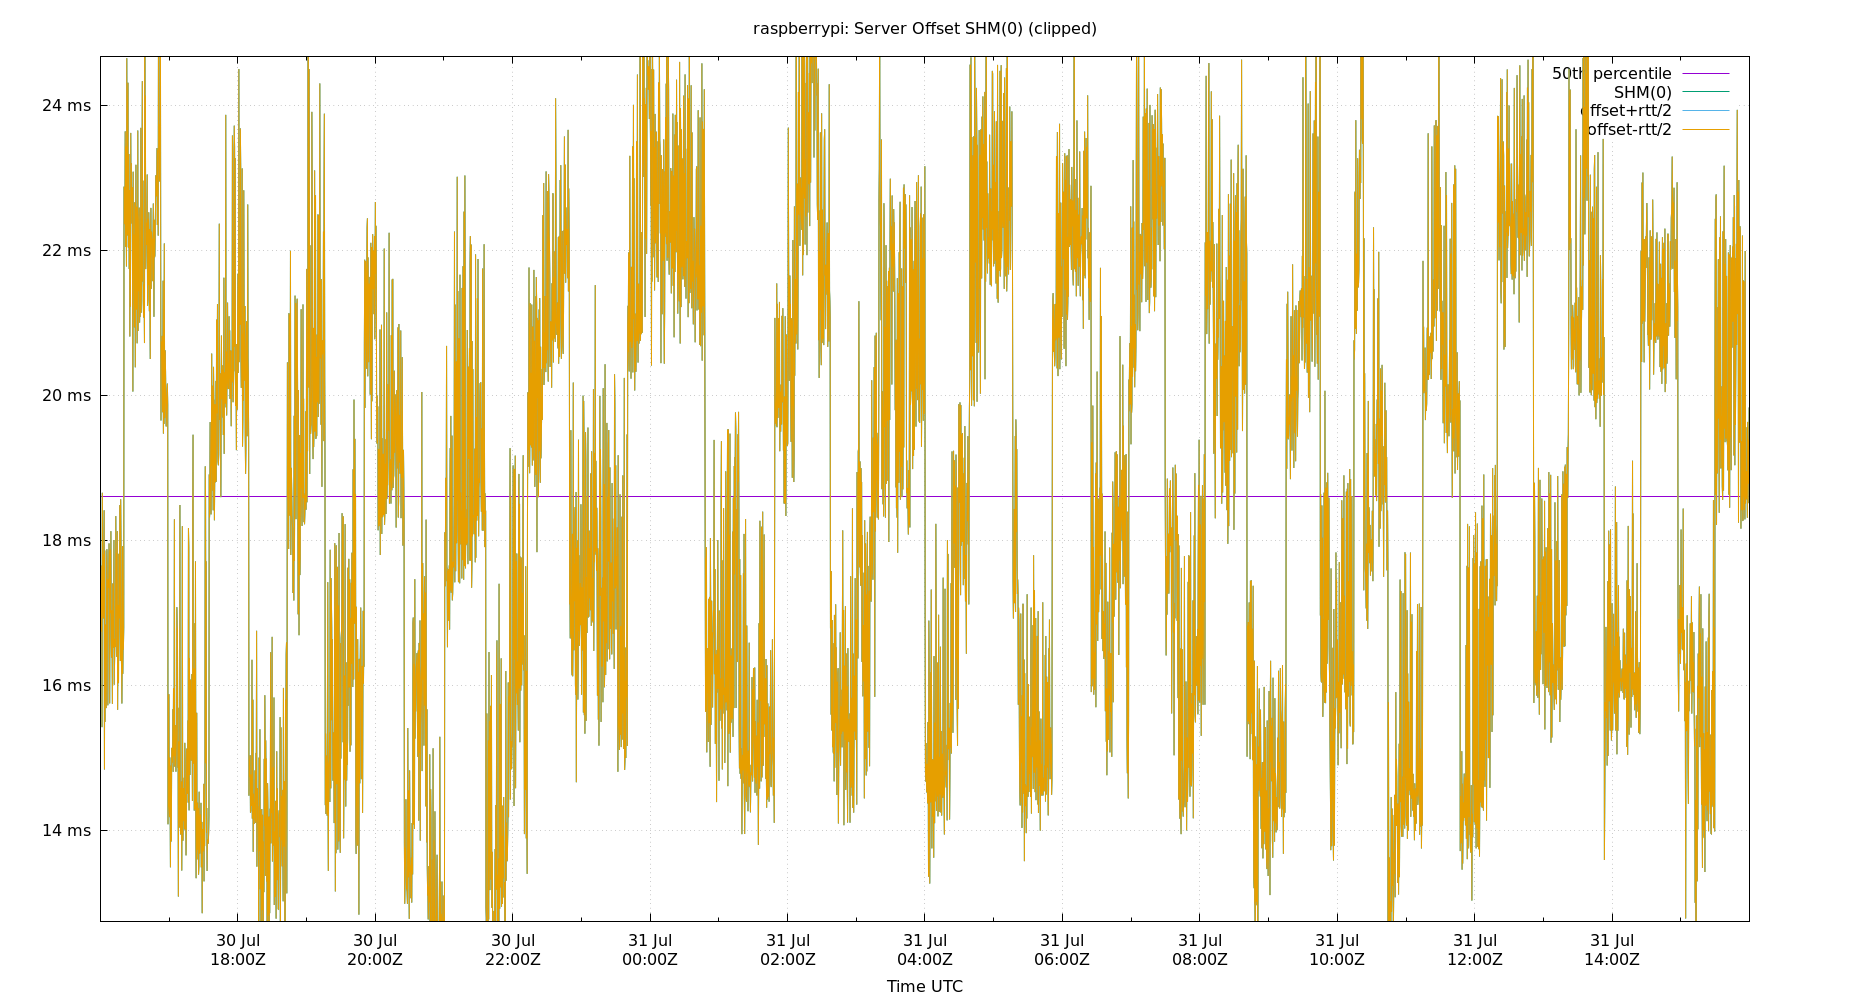 raspberrypi: Server Offset SHM(0) (clipped)
24 ms
22 ms
20 ms
18 ms
16 ms
14 ms
50th percentile
SHM(0)
offset+rtt/2
offset-rtt/2
30 Jul 18:00Z
30 Jul 20:00Z
30 Jul 22:00Z
31 Jul 00:00Z
31 Jul 02:00Z
31 Jul 04:00Z
31 Jul 06:00Z
31 Jul 08:00Z
31 Jul 10:00Z
31 Jul 12:00Z
31 Jul 14:00Z
Time UTC